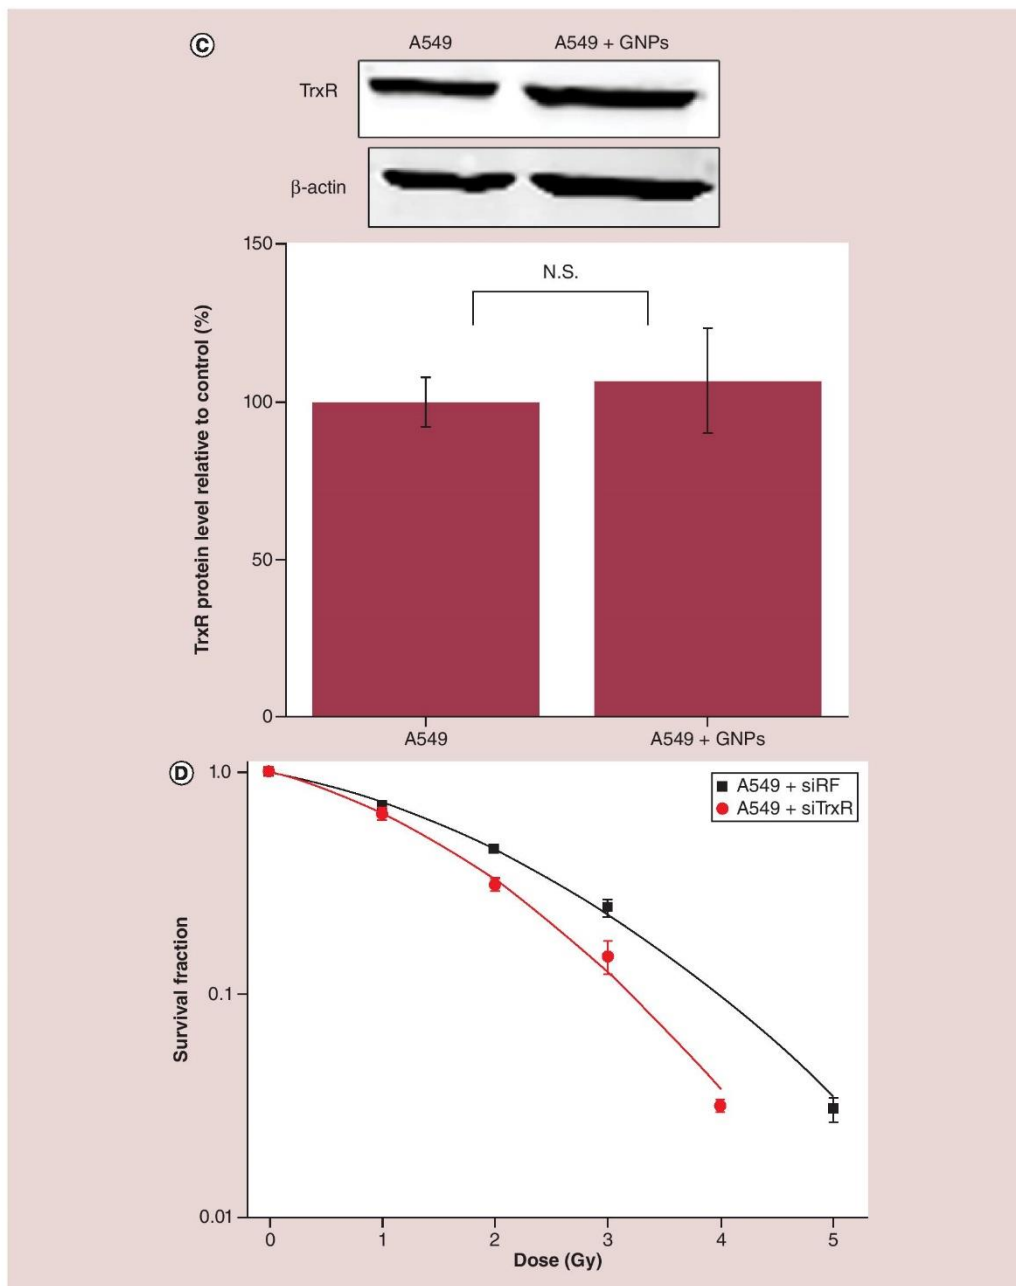 C
A549 A549 + GNPs
TrxR
β-actin
150
N.S.
100
50
0
TrxR protein level relative to control (%)
A549 A549 + GNPs
D
1.0
A549 + siRF
A549 + siTrxR
0.1
0.01
Survival fraction
0 1 2 3 4 5
Dose (Gy)